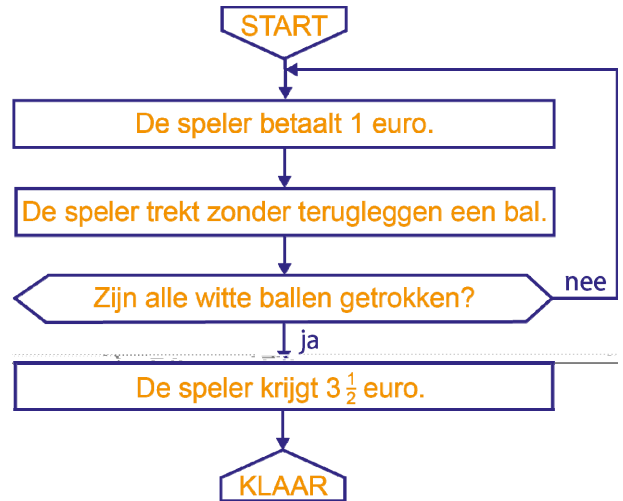 START
De speler betaalt 1 euro.
De speler trekt zonder terugleggen een bal.
Zijn alle witte ballen getrokken?
nee
ja
De speler krijgt 3 ½ euro.
KLAAR